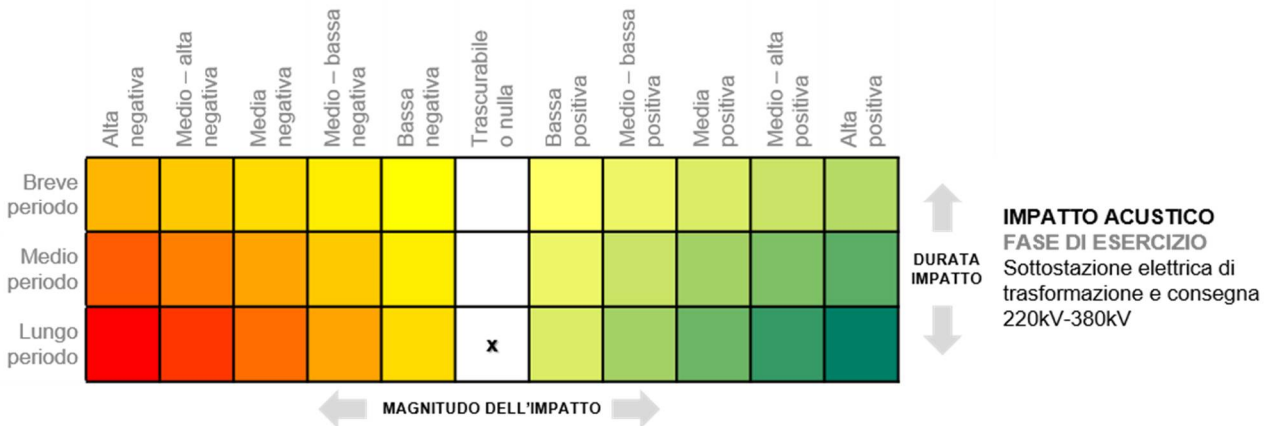 Alta
negativa
Medio – alta
negativa
Media
negativa
Medio – bassa
negativa
Bassa
negativa
Trascurabile
o nulla
Bassa
positiva
Medio – bassa
positiva
Media
positiva
Medio – alta
positiva
Alta
positiva
Breve
periodo
Medio
periodo
Lungo
periodo
x
DURATA
IMPATTO
MAGNITUDO DELL'IMPATTO
IMPATTO ACUSTICO
FASE DI ESERCIZIO
Sottostazione elettrica di
trasformazione e consegna
220kV-380kV